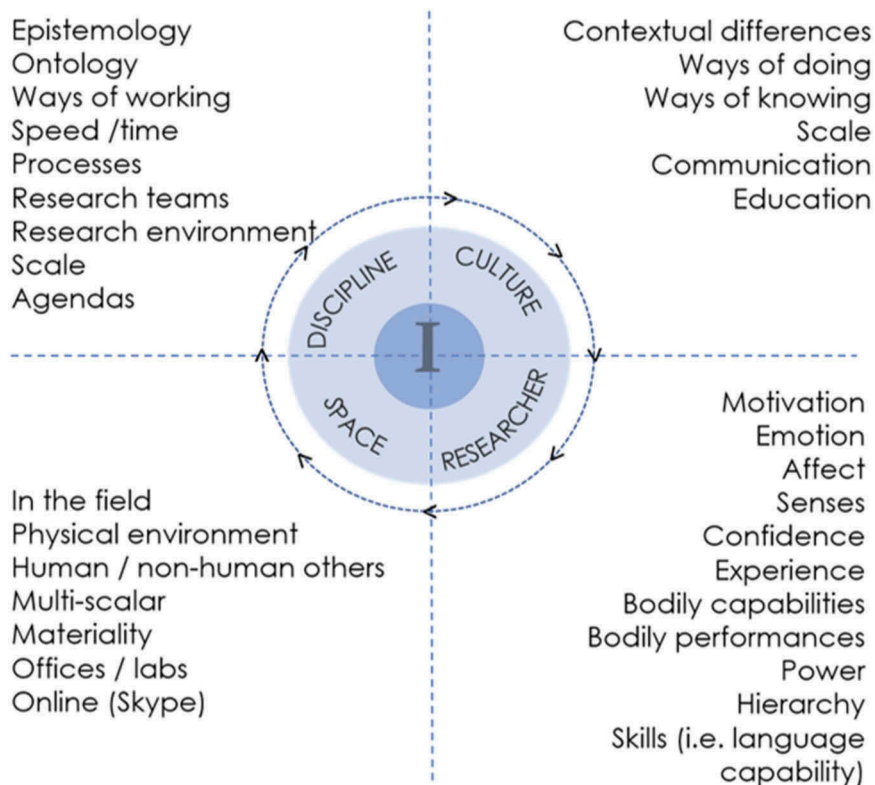 Epistemology
Ontology
Ways of working
Speed /time
Processes
Research teams
Research environment
Scale
Agendas
Contextual differences
Ways of doing
Ways of knowing
Scale
Communication
Education
DISCIPLINE
CULTURE
I
SPACE
RESEARCHER
In the field
Physical environment
Human / non-human others
Multi-scalar
Materiality
Offices / labs
Online (Skype)
Motivation
Emotion
Affect
Senses
Confidence
Experience
Bodily capabilities
Bodily performances
Power
Hierarchy
Skills (i.e. language
capability)